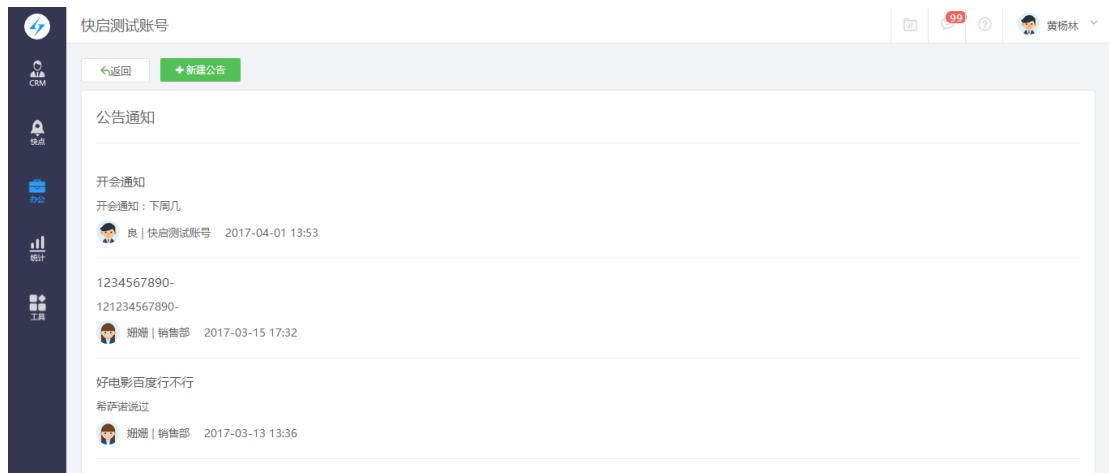 快启测试账号
99
黄杨林
CRM
快点
办公
统计
工具
返回
新建公告
公告通知
开会通知
开会通知：下周几
良 | 快启测试账号 2017-04-01 13:53
1234567890-
121234567890-
姗姗 | 销售部 2017-03-15 17:32
好电影百度行不行
希萨诺说过
姗姗 | 销售部 2017-03-13 13:36